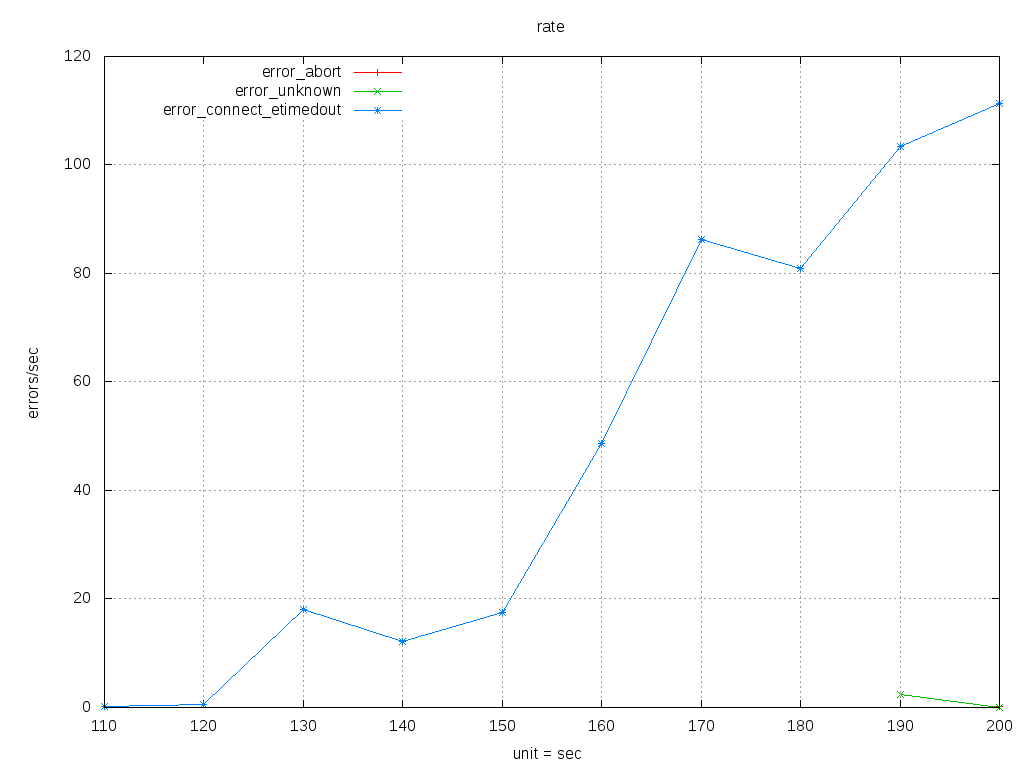 rate
120
100
80
60
40
20
0
errors/sec
error_abort
error_unknown
error_connect_etimedout
110 120 130 140 150 160 170 180 190 200
unit = sec